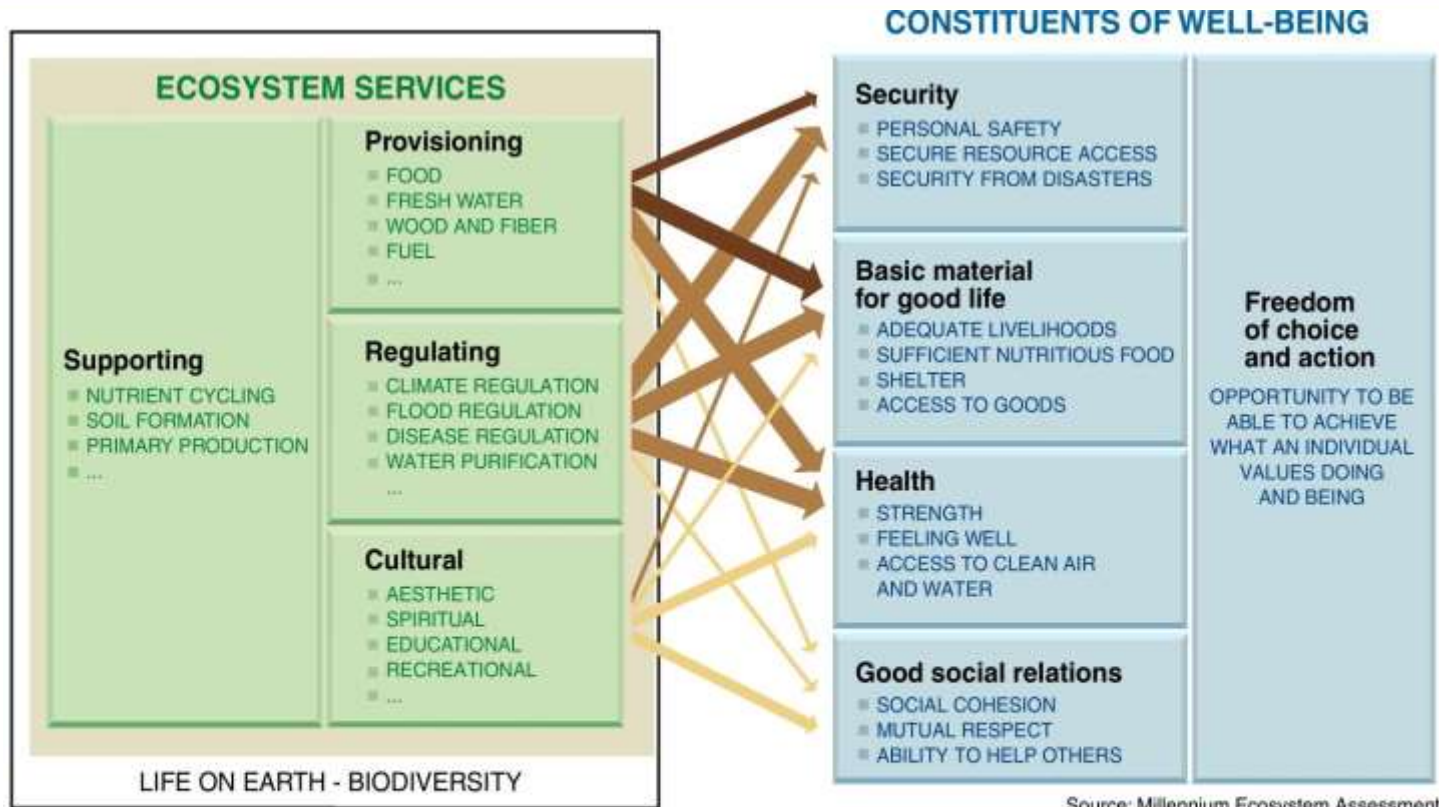 CONSTITUENTS OF WELL-BEING
ECOSYSTEM SERVICES
Supporting
NUTRIENT CYCLING
SOIL FORMATION
PRIMARY PRODUCTION
...
Provisioning
FOOD
FRESH WATER
WOOD AND FIBER
FUEL
...
Regulating
CLIMATE REGULATION
FLOOD REGULATION
DISEASE REGULATION
WATER PURIFICATION
...
Cultural
AESTHETIC
SPIRITUAL
EDUCATIONAL
RECREATIONAL
...
LIFE ON EARTH - BIODIVERSITY
Security
PERSONAL SAFETY
SECURE RESOURCE ACCESS
SECURITY FROM DISASTERS
Basic material
for good life
ADEQUATE LIVELIHOODS
SUFFICIENT NUTRITIOUS FOOD
SHELTER
ACCESS TO GOODS
Health
STRENGTH
FEELING WELL
ACCESS TO CLEAN AIR
AND WATER
Good social relations
SOCIAL COHESION
MUTUAL RESPECT
ABILITY TO HELP OTHERS
Freedom
of choice
and action
OPPORTUNITY TO BE
ABLE TO ACHIEVE
WHAT AN INDIVIDUAL
VALUES DOING
AND BEING
Source: Millennium Ecosystem Assessment